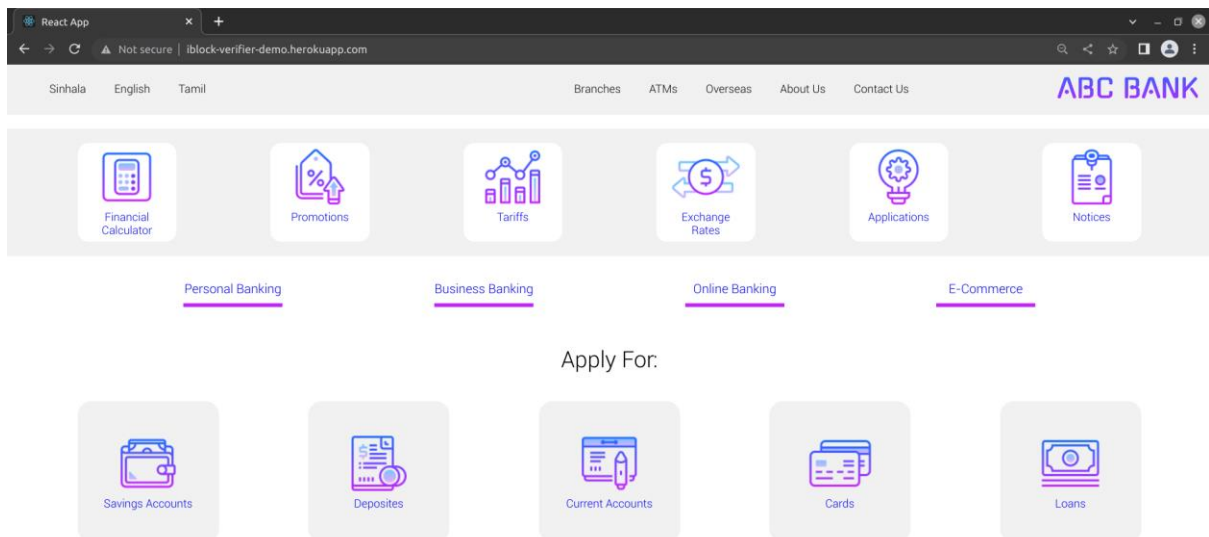 React App
Not secure | iblock-verifier-demo.herokuapp.com
Sinhala English Tamil Branches ATMs Overseas About Us Contact Us ABC BANK
Financial
Calculator
Promotions
Tariffs
Exchange
Rates
Applications
Notices
Personal Banking Business Banking Online Banking E-Commerce
Apply For:
Savings Accounts Deposites Current Accounts Cards Loans